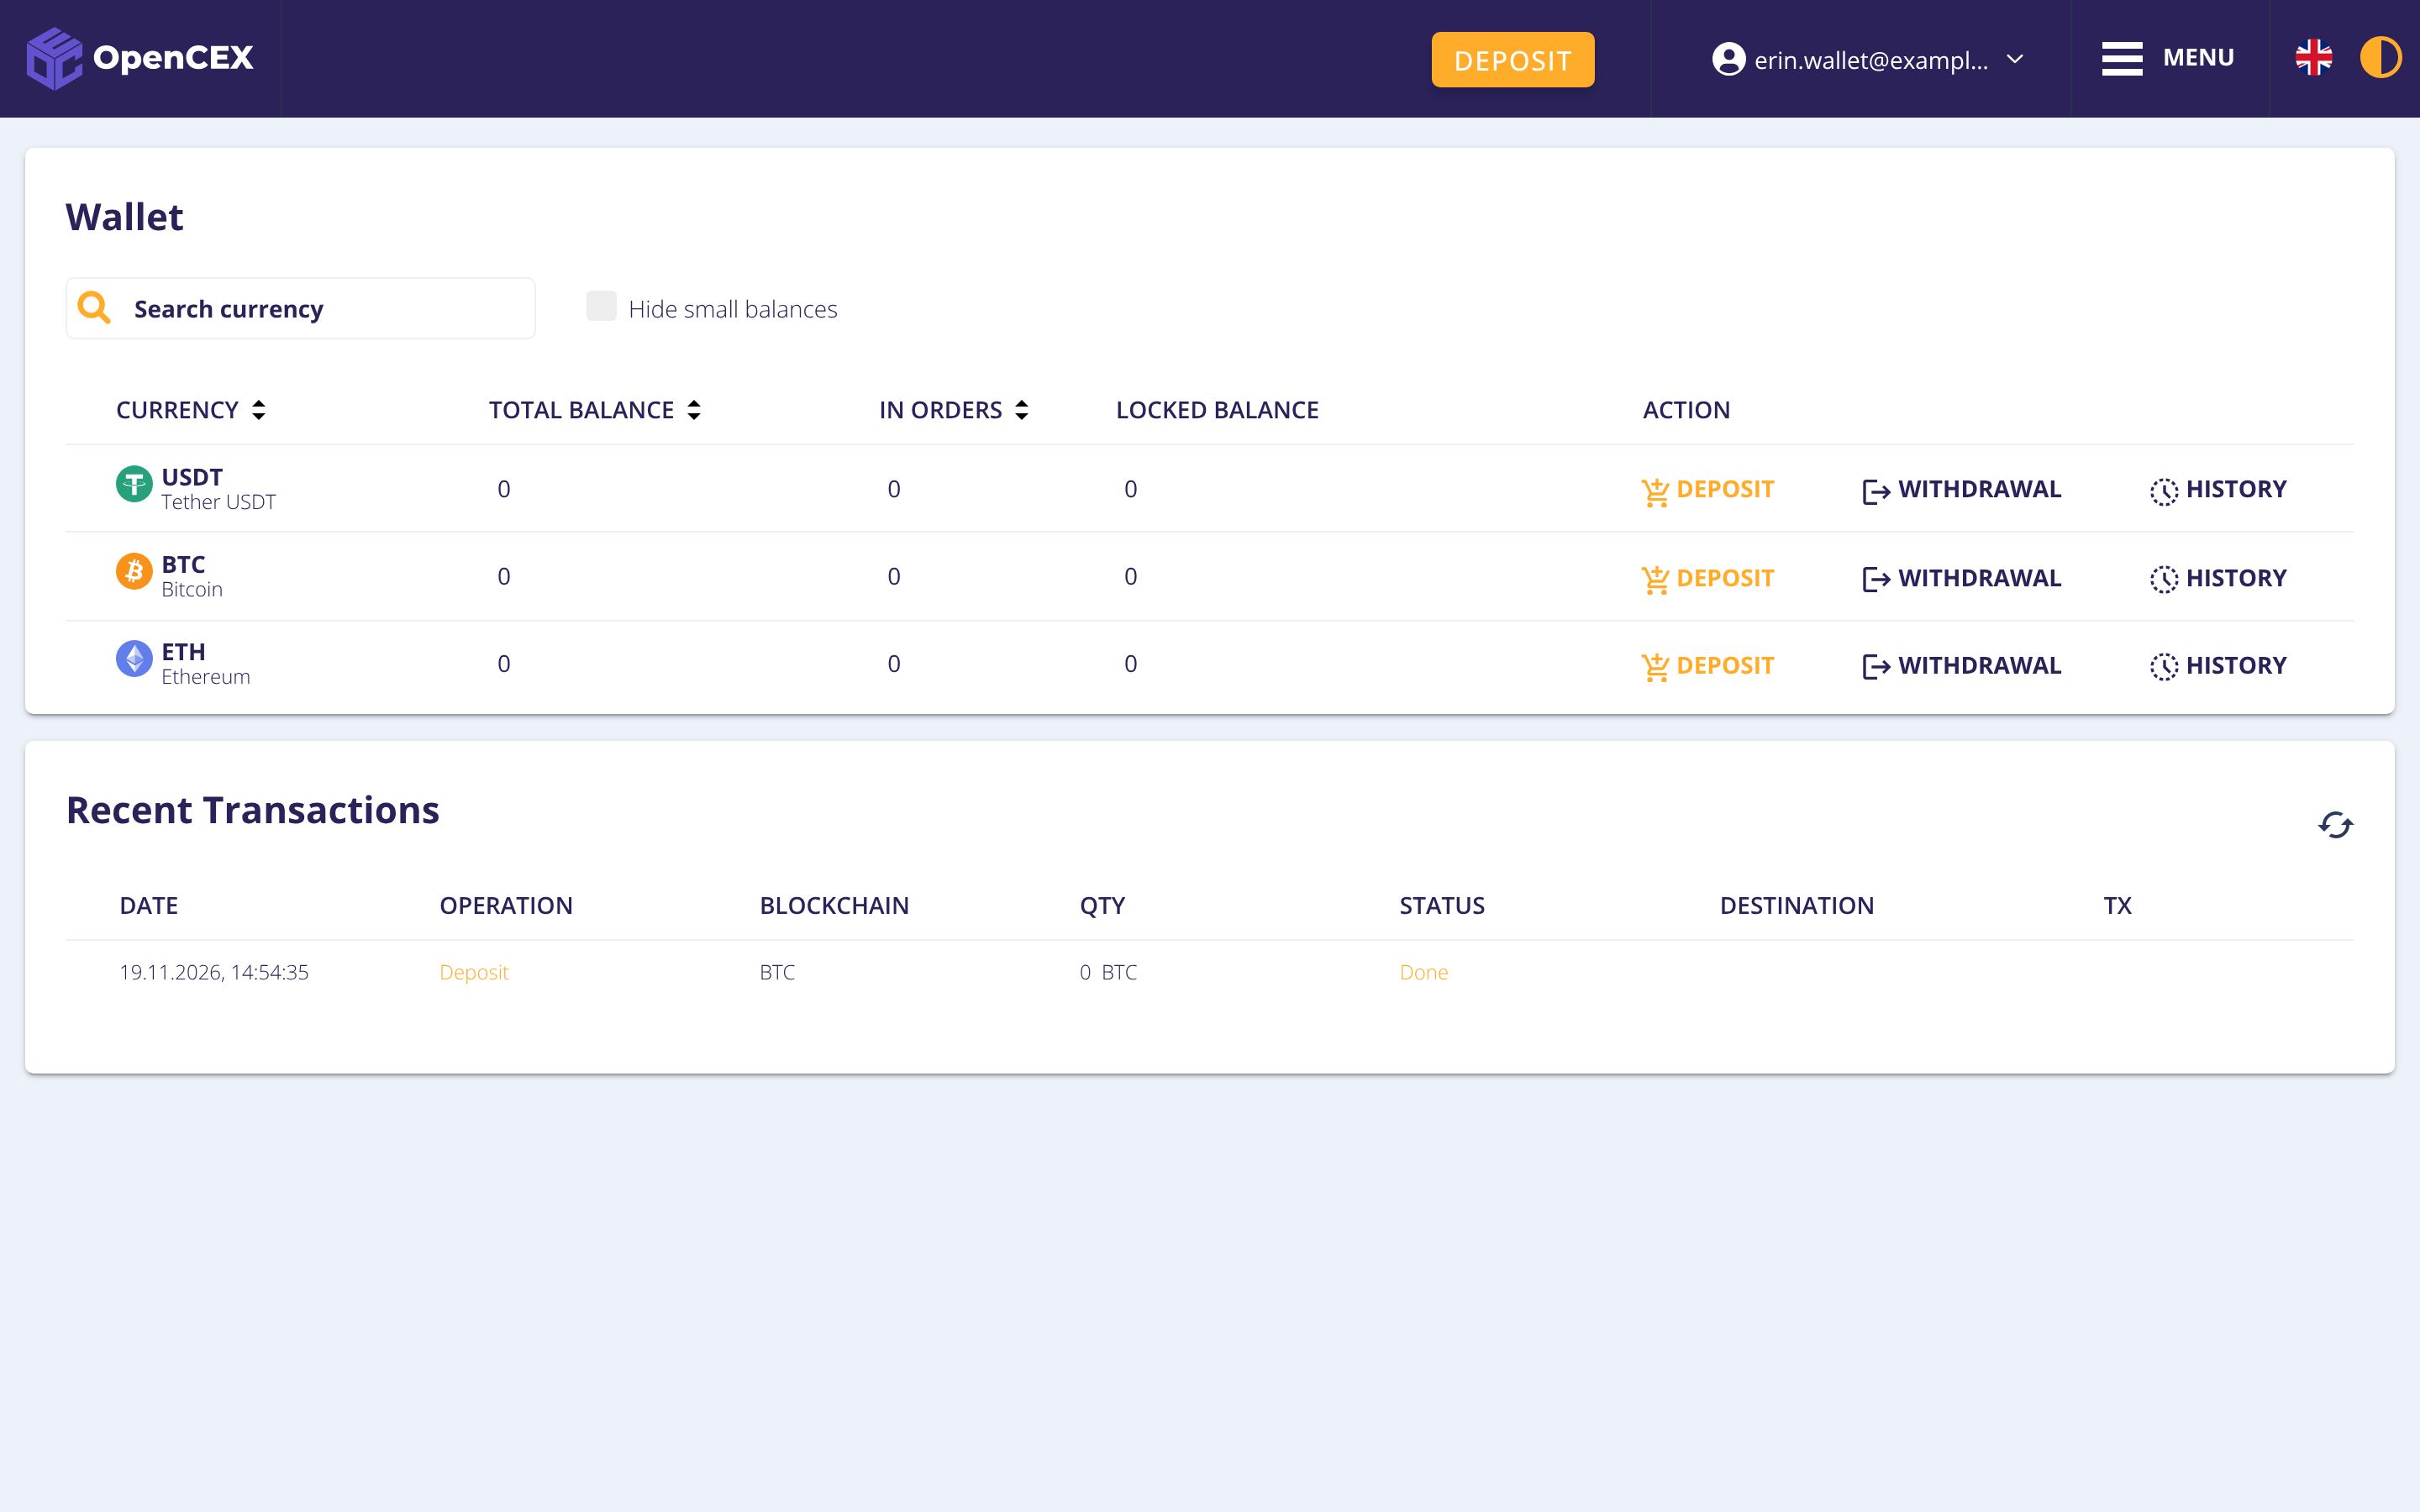 OpenCEX
DEPOSIT
erin.wallet@exampl...
MENU
Wallet
Search currency
Hide small balances
CURRENCY TOTAL BALANCE IN ORDERS LOCKED BALANCE ACTION
USDT
Tether USDT
0 0 0 DEPOSIT WITHDRAWAL HISTORY
BTC
Bitcoin
0 0 0 DEPOSIT WITHDRAWAL HISTORY
ETH
Ethereum
0 0 0 DEPOSIT WITHDRAWAL HISTORY
Recent Transactions
DATE OPERATION BLOCKCHAIN QTY STATUS DESTINATION TX
19.11.2026, 14:54:35 Deposit BTC 0 BTC Done